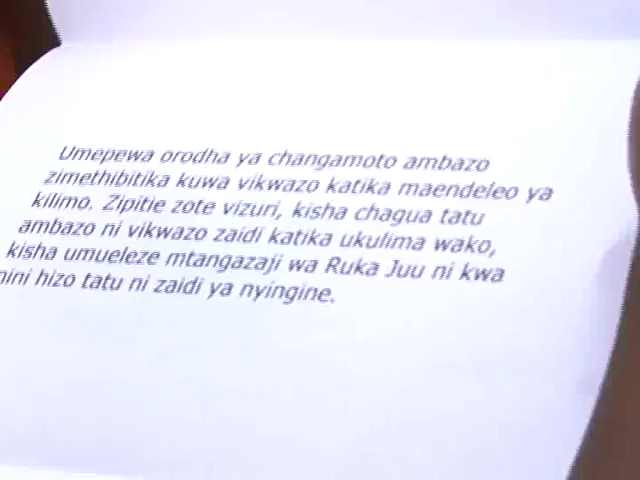 Umepewa orodha ya changamoto ambazo
zimethibitika kuwa vikwazo katika maendeleo ya
kilimo. Zipitie zote vizuri, kisha chagua tatu
ambazo ni vikwazo zaidi katika ukulima wako,
kisha umueleze mtangazaji wa Ruka Juu ni kwa
nini hizo tatu ni zaidi ya nyingine.